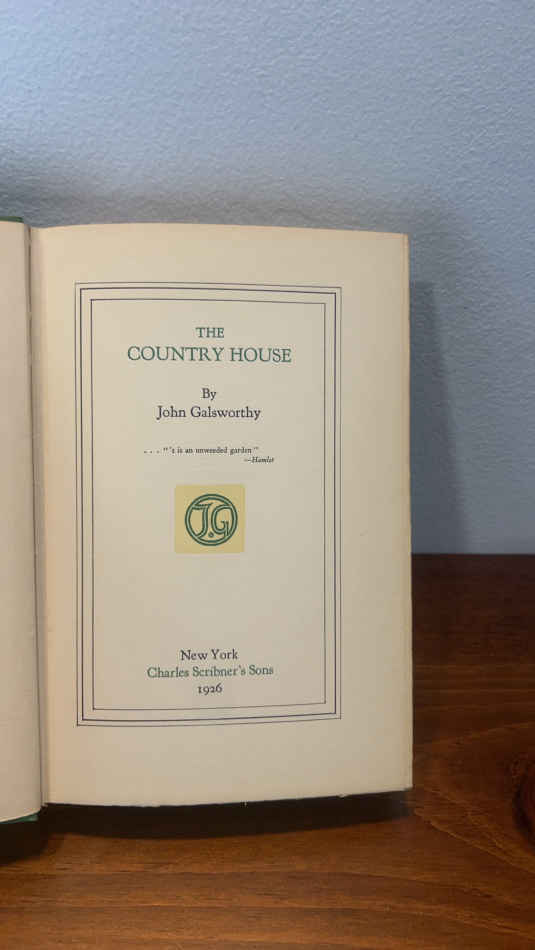 THE
COUNTRY HOUSE
By
John Galsworthy
. . . "'t is an unweeded garden"
—Hamlet
J.G
New York
Charles Scribner's Sons
1926